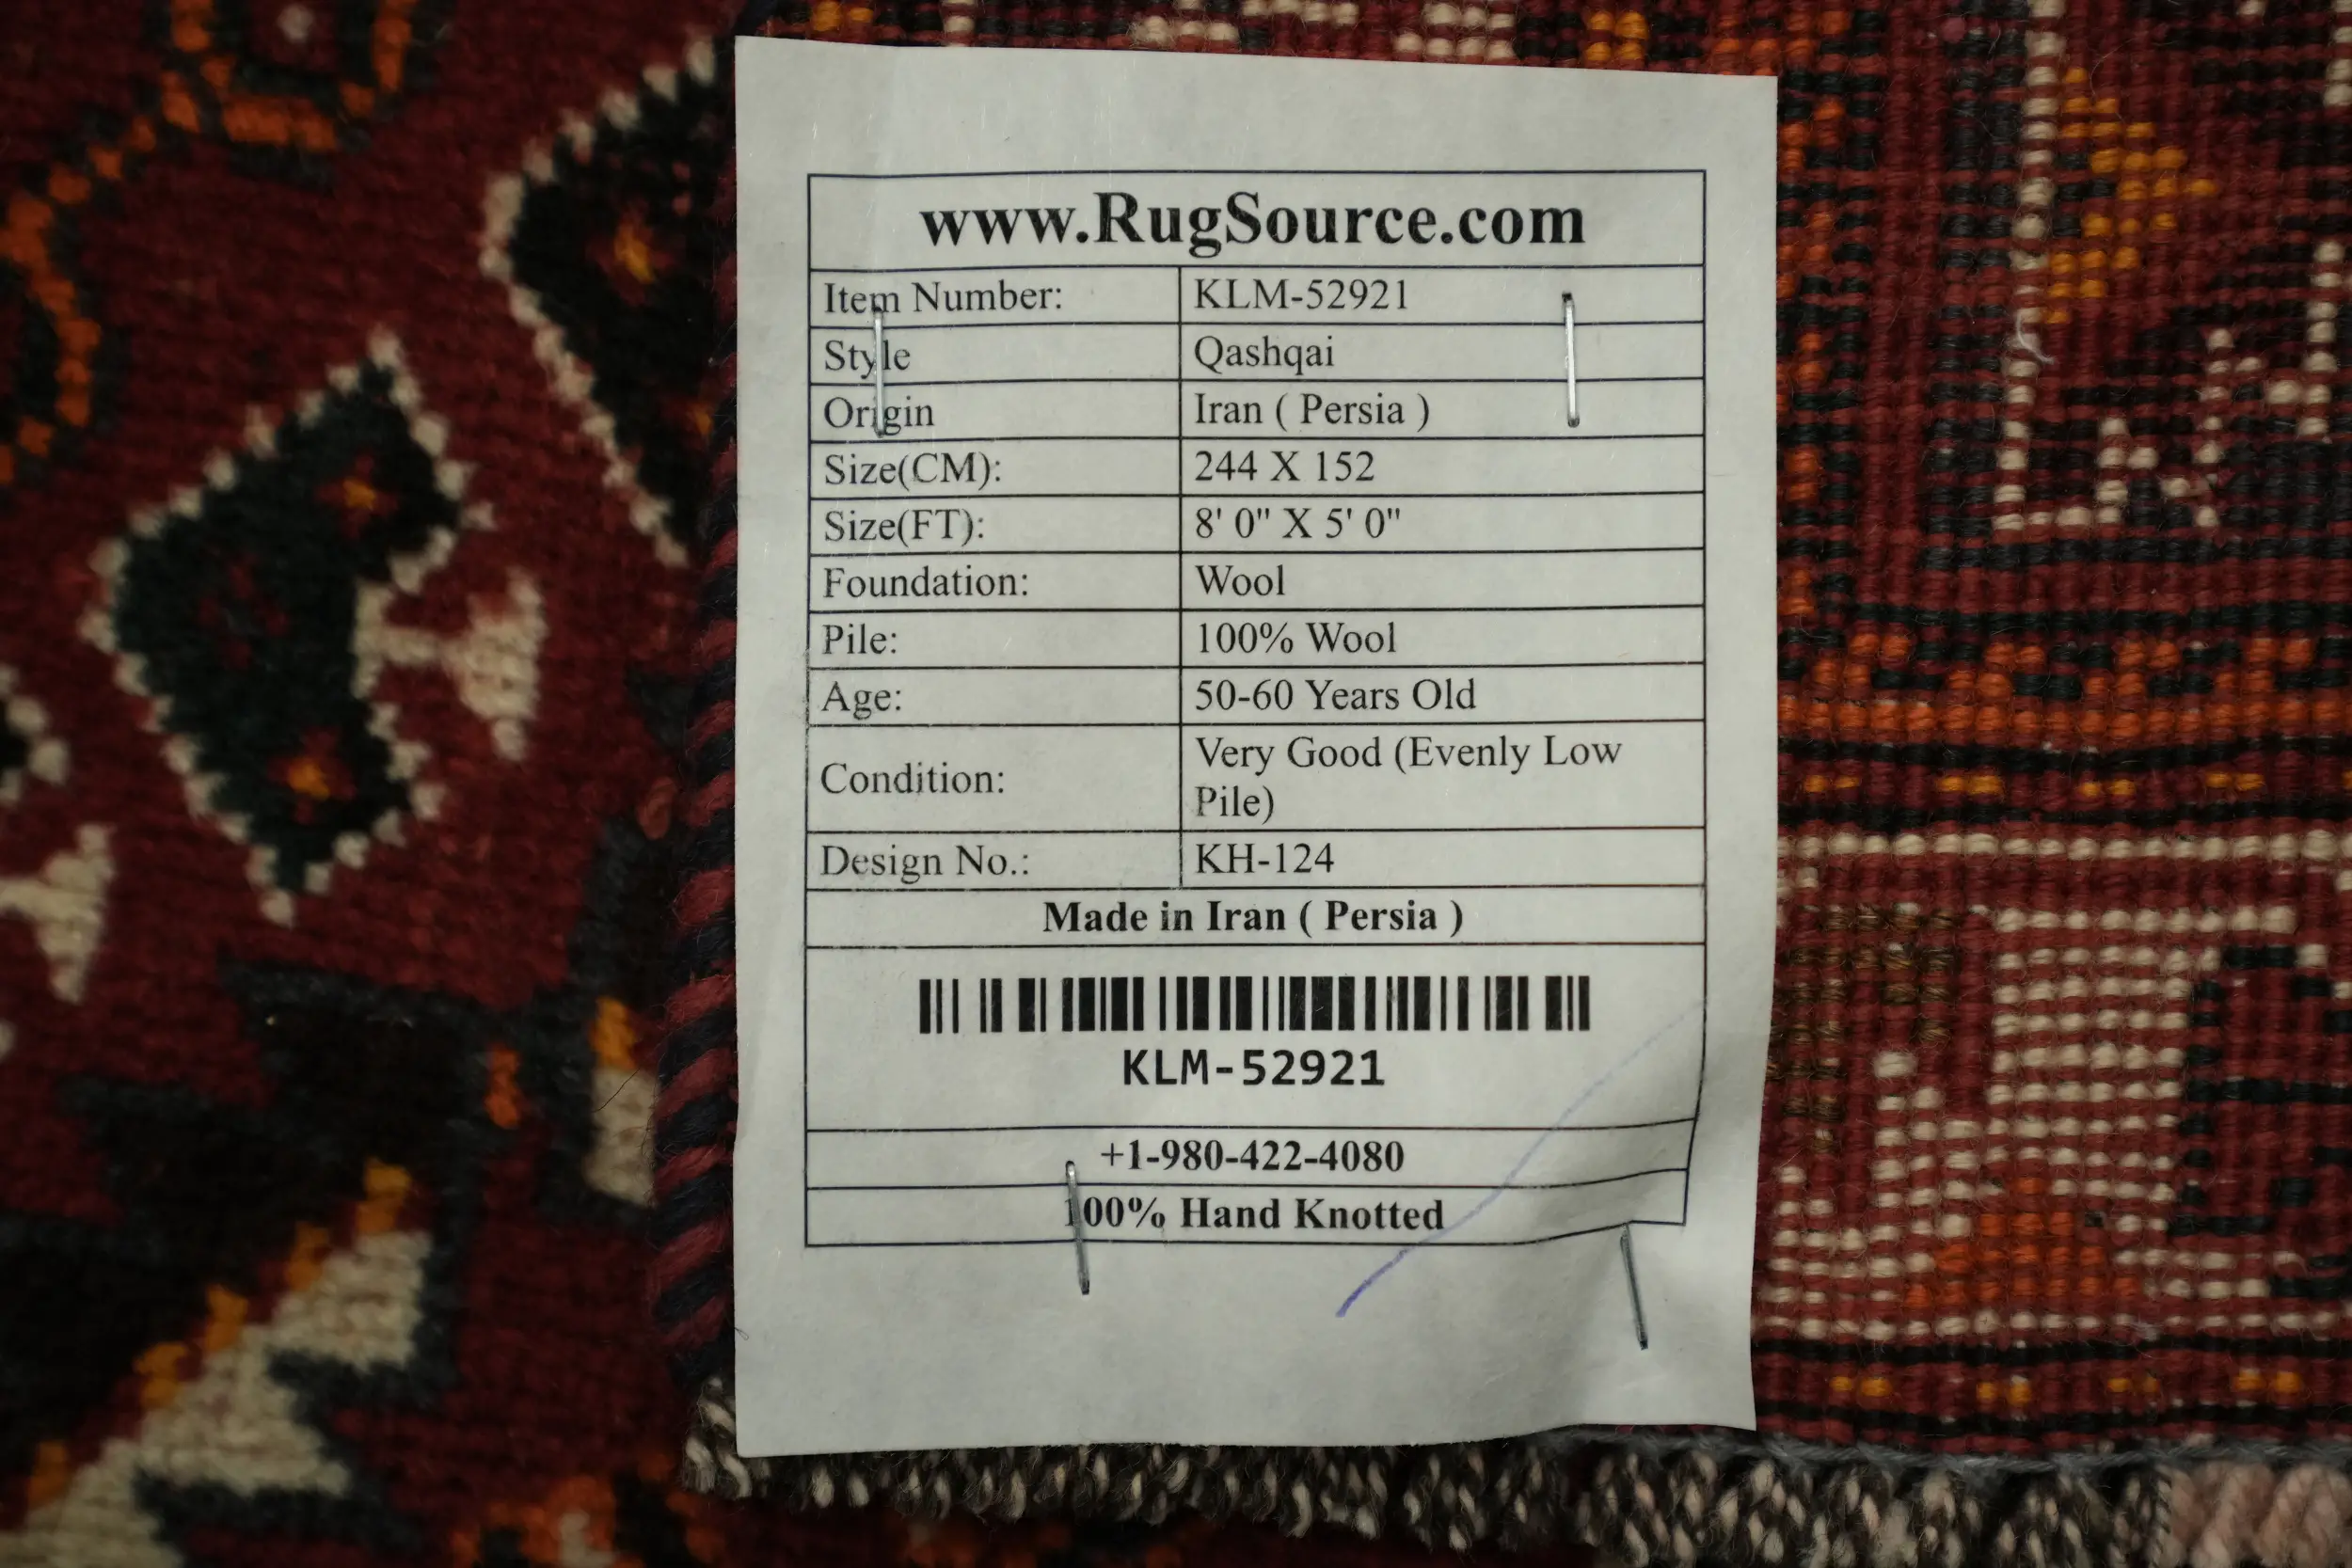 www.RugSource.com
Item Number: KLM-52921
Style Qashqai
Origin Iran ( Persia )
Size(CM): 244 X 152
Size(FT): 8' 0" X 5' 0"
Foundation: Wool
Pile: 100% Wool
Age: 50-60 Years Old
Condition: Very Good (Evenly Low
Pile)
Design No.: KH-124
Made in Iran ( Persia )
KLM-52921
+1-980-422-4080
100% Hand Knotted